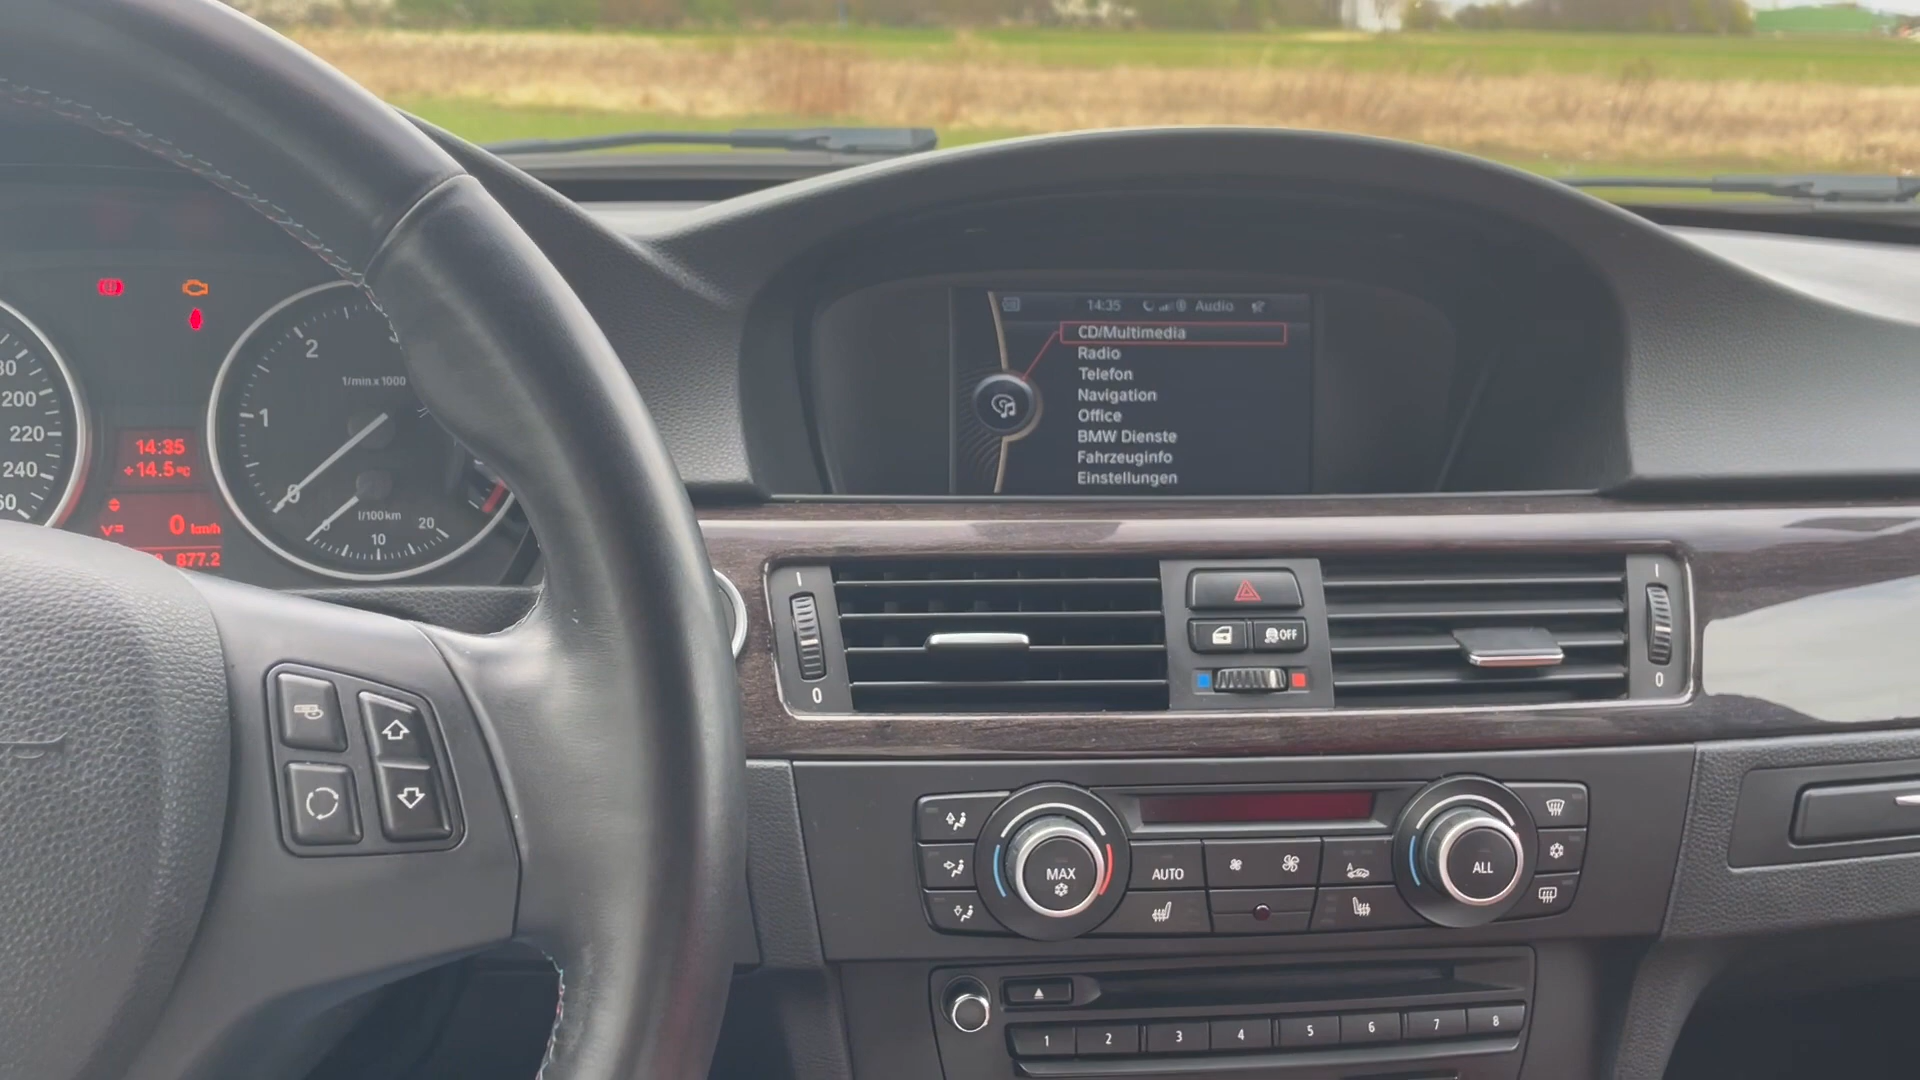 14:35 Audio
CD/Multimedia
Radio
Telefon
Navigation
Office
BMW Dienste
Fahrzeuginfo
Einstellungen
200
220
240
14:35
+14.5°C
V= 0 km/h
877.2
0
1
2
3
1/min.x1000
l/100km
10
20
I
0
OFF
I
0
MAX
AUTO
A
ALL
1 2 3 4 5 6 7 8